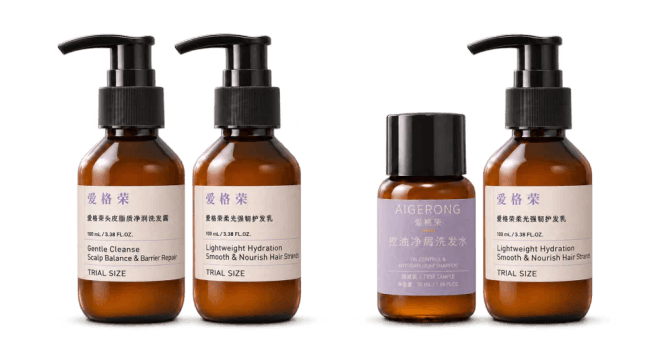 爱格荣
爱格荣头皮脂质净润洗发露
100 mL / 3.38 FL.OZ.
Gentle Cleanse
Scalp Balance & Barrier Repair
TRIAL SIZE
爱格荣
爱格荣柔光强韧护发乳
100 mL / 3.38 FL.OZ.
Lightweight Hydration
Smooth & Nourish Hair Strands
TRIAL SIZE
AIGERONG
爱格荣
控油净屑洗发水
爱格荣
爱格荣柔光强韧护发乳
100 mL / 3.38 FL.OZ.
Lightweight Hydration
Smooth & Nourish Hair Strands
TRIAL SIZE